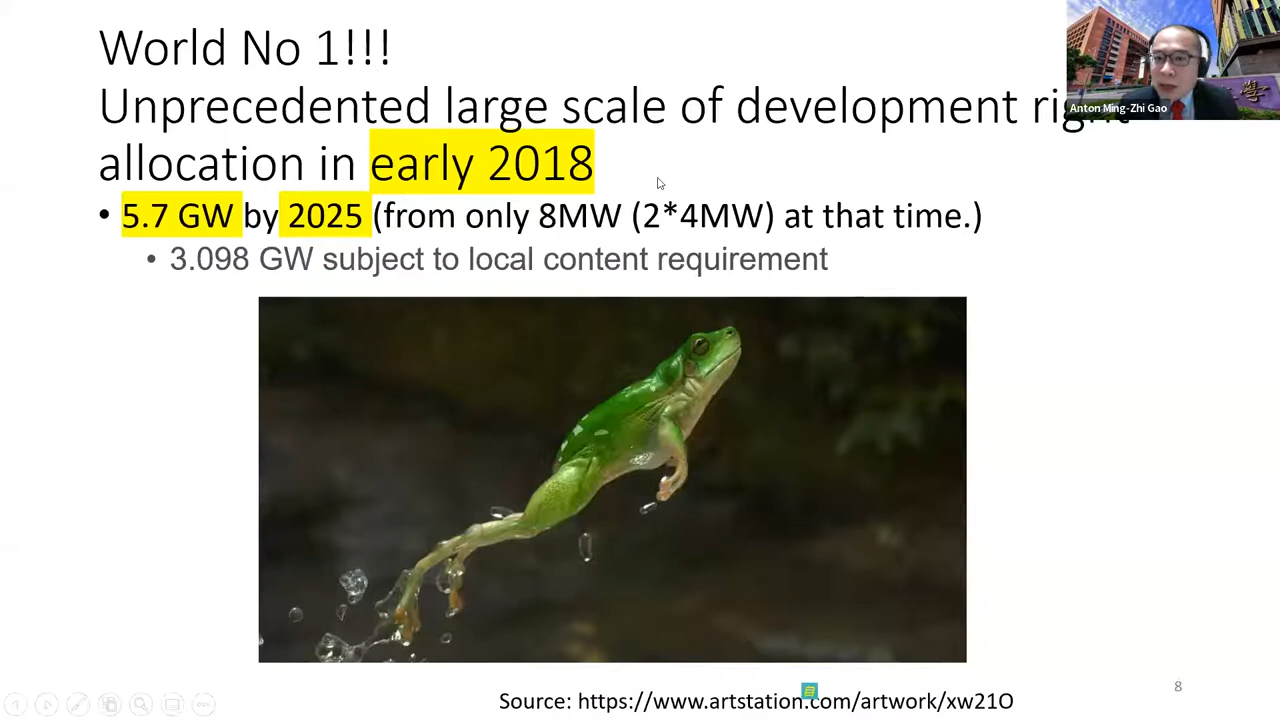 World No 1!!!
Unprecedented large scale of development right
allocation in early 2018
• 5.7 GW by 2025 (from only 8MW (2*4MW) at that time.)
• 3.098 GW subject to local content requirement
Anton Ming-Zhi Gao
學
Source: https://www.artstation.com/artwork/xw21O
8